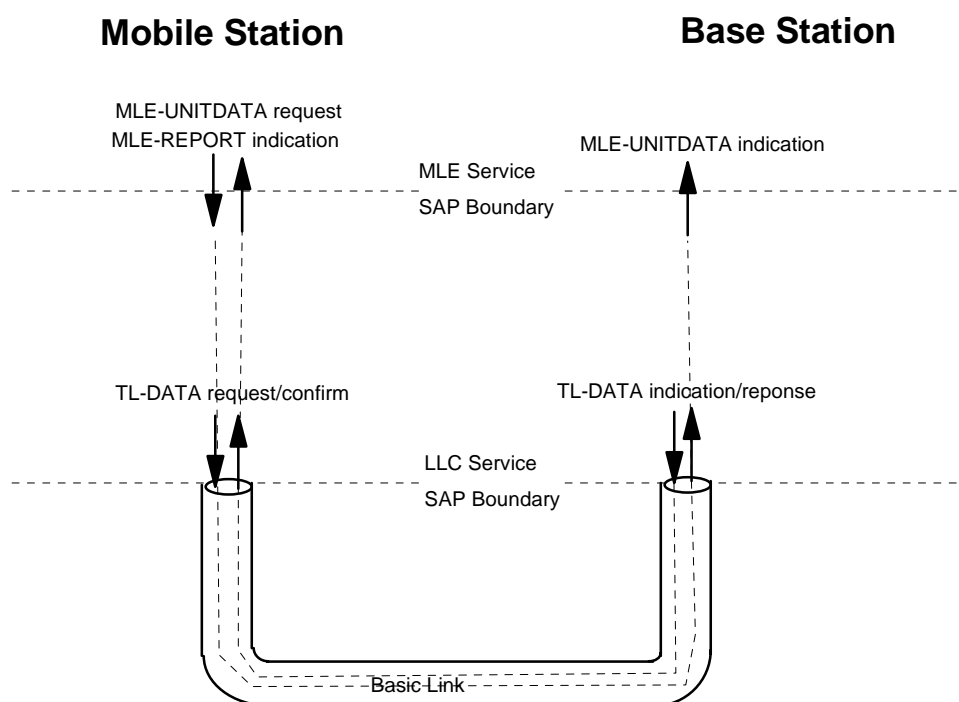 Mobile Station
Base Station
MLE-UNITDATA request
MLE-REPORT indication
MLE-UNITDATA indication
MLE Service
SAP Boundary
TL-DATA request/confirm
TL-DATA indication/reponse
LLC Service
SAP Boundary
Basic Link